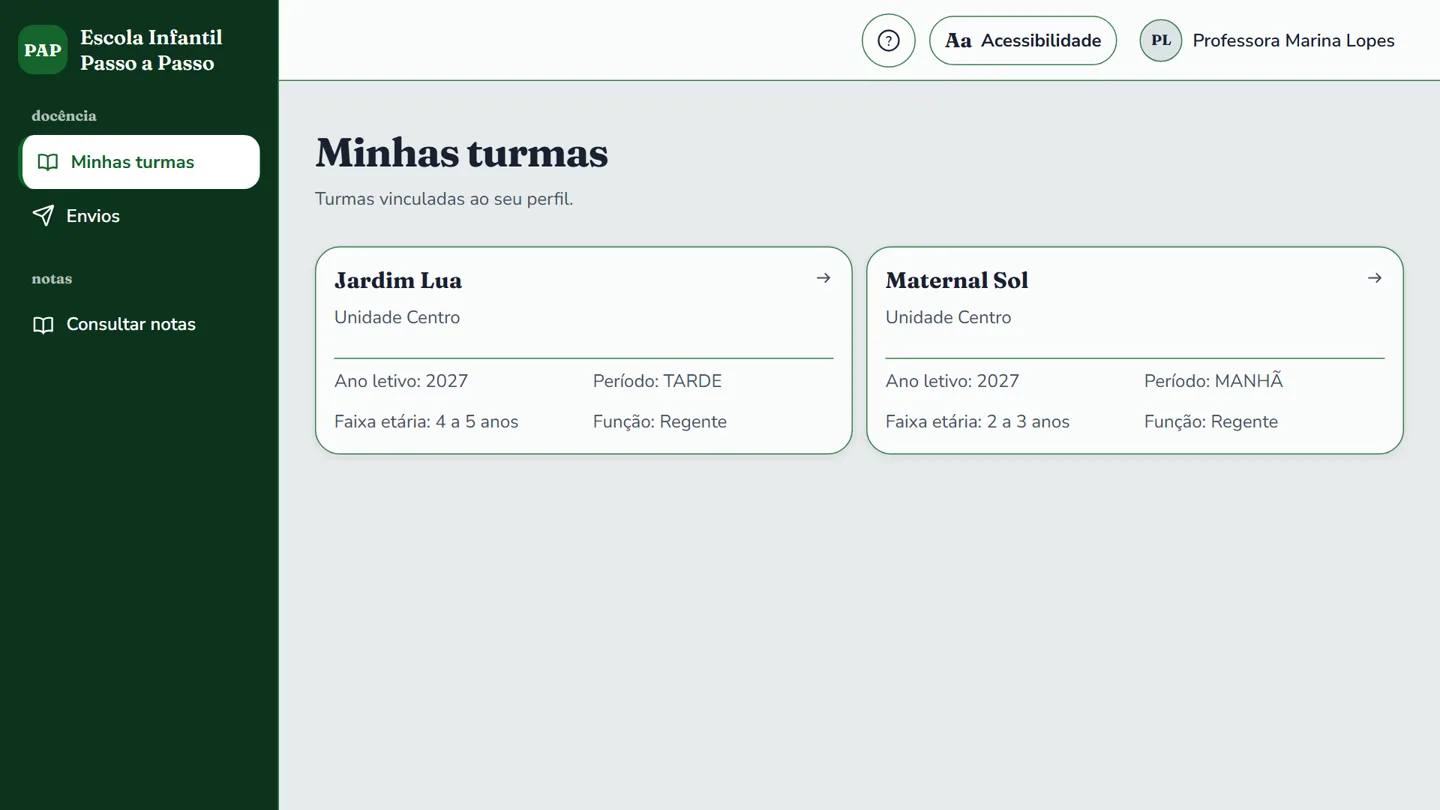 PAP
Escola Infantil
Passo a Passo
docência
Minhas turmas
Envios
notas
Consultar notas
?
Aa Acessibilidade
PL Professora Marina Lopes
Minhas turmas
Turmas vinculadas ao seu perfil.
Jardim Lua
Unidade Centro
Ano letivo: 2027
Período: TARDE
Faixa etária: 4 a 5 anos
Função: Regente
Maternal Sol
Unidade Centro
Ano letivo: 2027
Período: MANHÃ
Faixa etária: 2 a 3 anos
Função: Regente